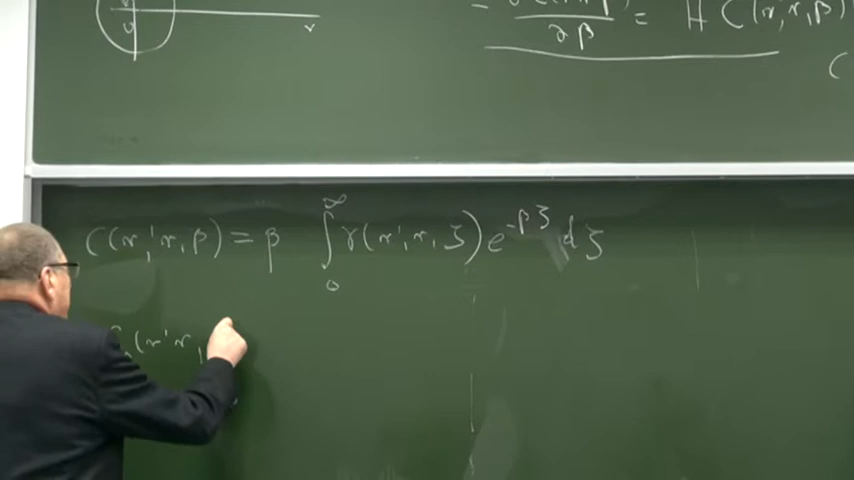 v
- ∂β = H C(r', r, β)
C(r', r, β) = β ∫₀^∞ γ(r', r, ζ) e^{-βζ} dζ
(r' r,